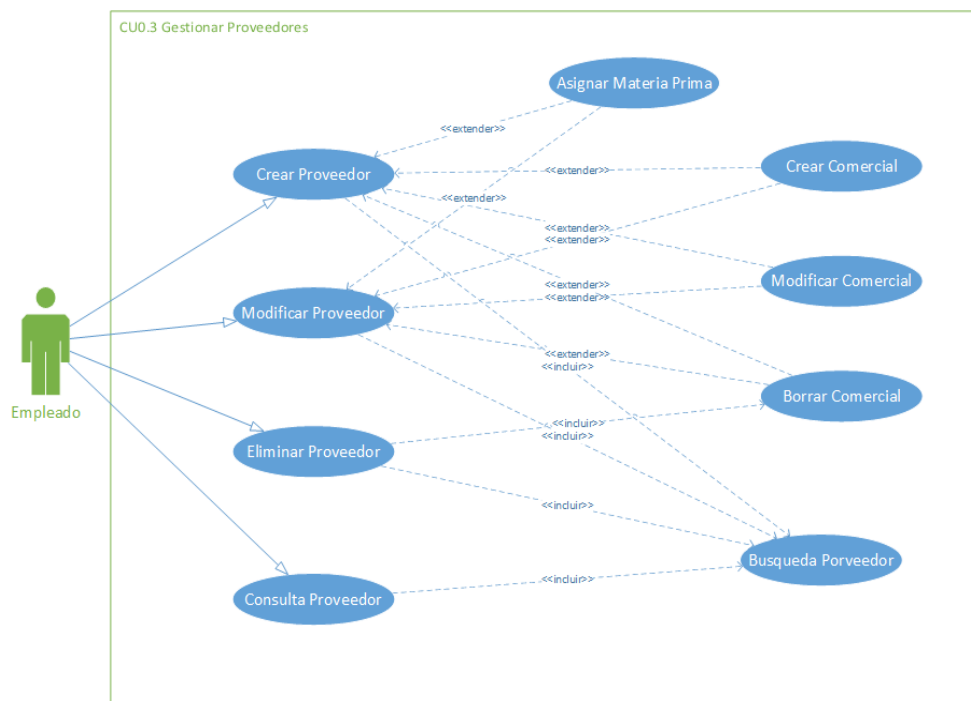 CU0.3 Gestionar Proveedores
Asignar Materia Prima
<<extender>>
Crear Proveedor
<<extender>>
Crear Comercial
<<extender>>
<<extender>>
<<extender>>
Modificar Comercial
<<extender>>
<<extender>>
Modificar Proveedor
<<extender>>
<<incluir>>
Borrar Comercial
Empleado
<<incluir>>
<<incluir>>
Eliminar Proveedor
<<incluir>>
Busqueda Porveedor
<<incluir>>
Consulta Proveedor